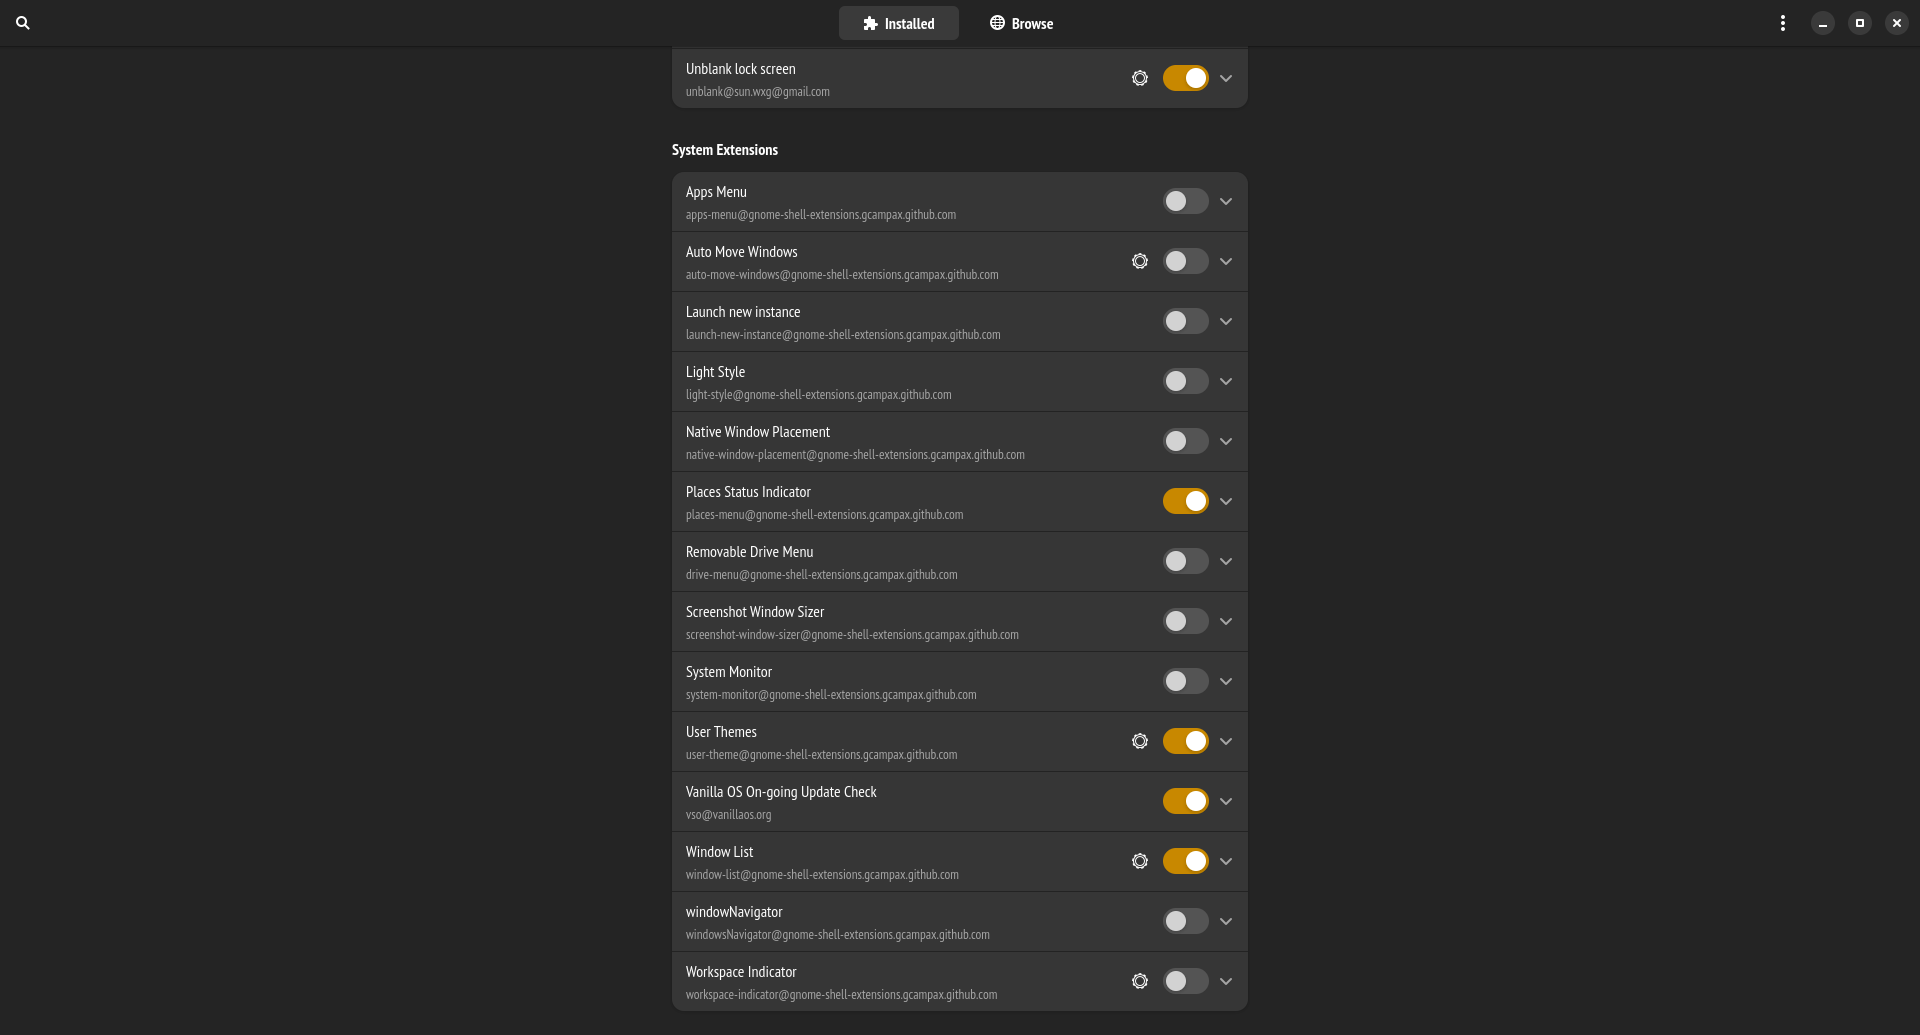 Installed
Browse
Unblank lock screen
unblank@sun.wxg@gmail.com
System Extensions
Apps Menu
apps-menu@gnome-shell-extensions.gcampax.github.com
Auto Move Windows
auto-move-windows@gnome-shell-extensions.gcampax.github.com
Launch new instance
launch-new-instance@gnome-shell-extensions.gcampax.github.com
Light Style
light-style@gnome-shell-extensions.gcampax.github.com
Native Window Placement
native-window-placement@gnome-shell-extensions.gcampax.github.com
Places Status Indicator
places-menu@gnome-shell-extensions.gcampax.github.com
Removable Drive Menu
drive-menu@gnome-shell-extensions.gcampax.github.com
Screenshot Window Sizer
screenshot-window-sizer@gnome-shell-extensions.gcampax.github.com
System Monitor
system-monitor@gnome-shell-extensions.gcampax.github.com
User Themes
user-theme@gnome-shell-extensions.gcampax.github.com
Vanilla OS On-going Update Check
vso@vanillaos.org
Window List
window-list@gnome-shell-extensions.gcampax.github.com
windowNavigator
windowsNavigator@gnome-shell-extensions.gcampax.github.com
Workspace Indicator
workspace-indicator@gnome-shell-extensions.gcampax.github.com